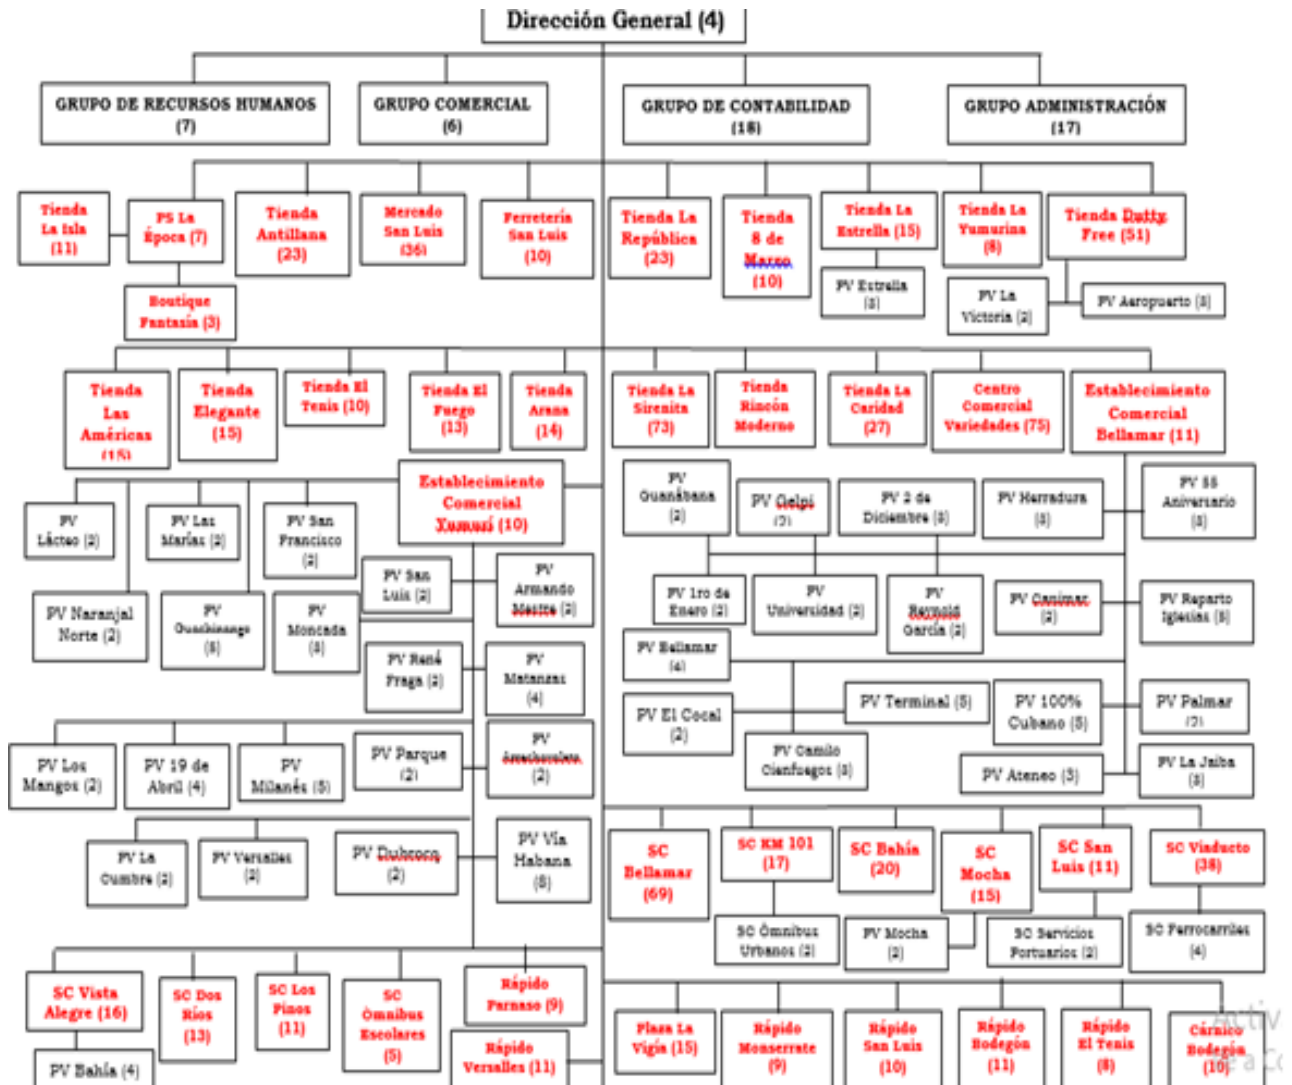 Dirección General (4)
GRUPO DE RECURSOS HUMANOS
(7)
GRUPO COMERCIAL
(6)
GRUPO DE CONTABILIDAD
(18)
GRUPO ADMINISTRACIÓN
(17)
Tienda
La Isla
(11)
PS La
Época (7)
Tienda
Antillana
(23)
Mercado
San Luis
(36)
Ferretería
San Luis
(10)
Tienda La
República
(23)
Tienda
8 de
Marzo
(10)
Tienda La
Estrella (15)
Tienda La
Yumurina
(8)
Tienda Dutty
Free (51)
Boutique
Fantasía (3)
PV Estrella
(3)
PV La
Victoria (2)
PV Aeropuerto (3)
Tienda
Las
Américas
(15)
Tienda
Elegante
(15)
Tienda El
Tenis (10)
Tienda El
Fuego
(13)
Tienda
Arana
(14)
Tienda La
Sirenita
(73)
Tienda
Rincón
Moderno
Tienda La
Caridad
(27)
Centro
Comercial
Variedades (75)
Establecimiento
Comercial
Bellamar (11)
Establecimiento
Comercial
Yumurí (10)
PV
Lácteo (2)
PV Las
Marías (2)
PV San
Francisco
(2)
PV San
Luis (2)
PV
Armando
Mestre (2)
PV Naranjal
Norte (2)
PV
Guachinango
PV
Moncada
(3)
PV René
Fraga (2)
PV
Matanzas
(4)
PV
Guanábana
(2)
PV Gelpi
(2)
PV 2 de
Diciembre (3)
PV Herradura
(3)
PV
Aniversario
(3)
PV 1ro de
Enero (2)
PV
Universidad (2)
PV
Reynold
García (2)
PV Canimar
(2)
PV Reparto
Iglesias
PV Bellamar
(4)
PV El Cocal
(2)
PV Terminal (5)
PV 100%
Cubano (5)
PV Palmar
(2)
PV Camilo
Cienfuegos (3)
PV Ateneo (3)
PV La Jaiba
(3)
PV Los
Mangos (2)
PV 19 de
Abril (4)
PV
Milanés (5)
PV Parque
(2)
PV
(2)
PV La
Cumbre (2)
PV Versalles
(2)
PV Dubrocq
(2)
PV Vía
Habana
SC
Bellamar
(69)
SC KM 101
(17)
SC Bahía
(20)
SC
Mocha
(15)
SC San
Luis (11)
SC Viaducto
(38)
SC Ómnibus
Urbanos (2)
PV Mocha
(2)
SC Servicios
Portuarios (2)
SC Ferrocarriles
(4)
SC Vista
Alegre (16)
SC Dos
Ríos
(13)
SC Los
Pinos
(11)
SC
Òmnibus
Escolares
(5)
Rápido
Parnaso (9)
PV Bahía (4)
Rápido
Versalles (11)
Plaza La
Vigía (15)
Rápido
Monserrate
(9)
Rápido
San Luis
(10)
Rápido
Bodegón
(11)
Rápido
El Tenis
(8)
Cárnico
Bodegón
(10)
Activ